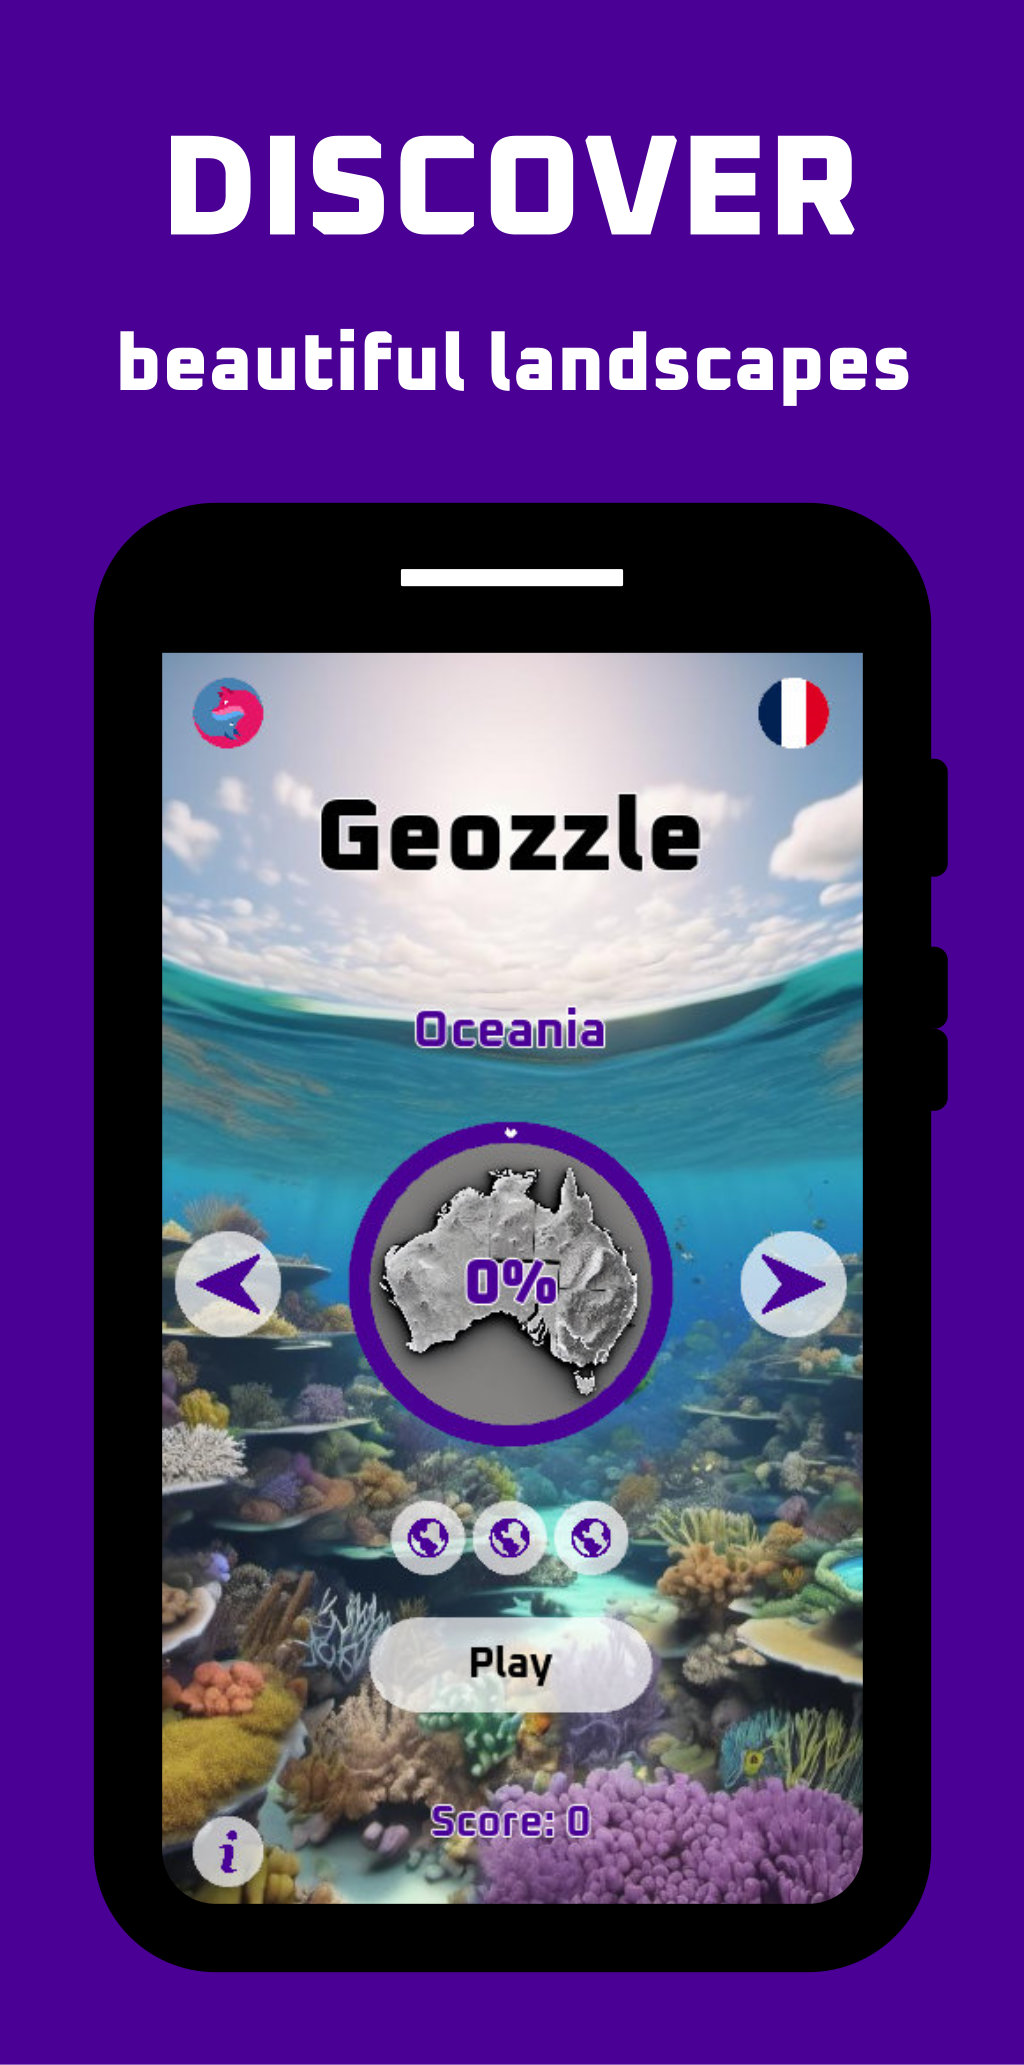 DISCOVER
beautiful landscapes
Geozzle
Oceania
0%
Play
Score: 0
i